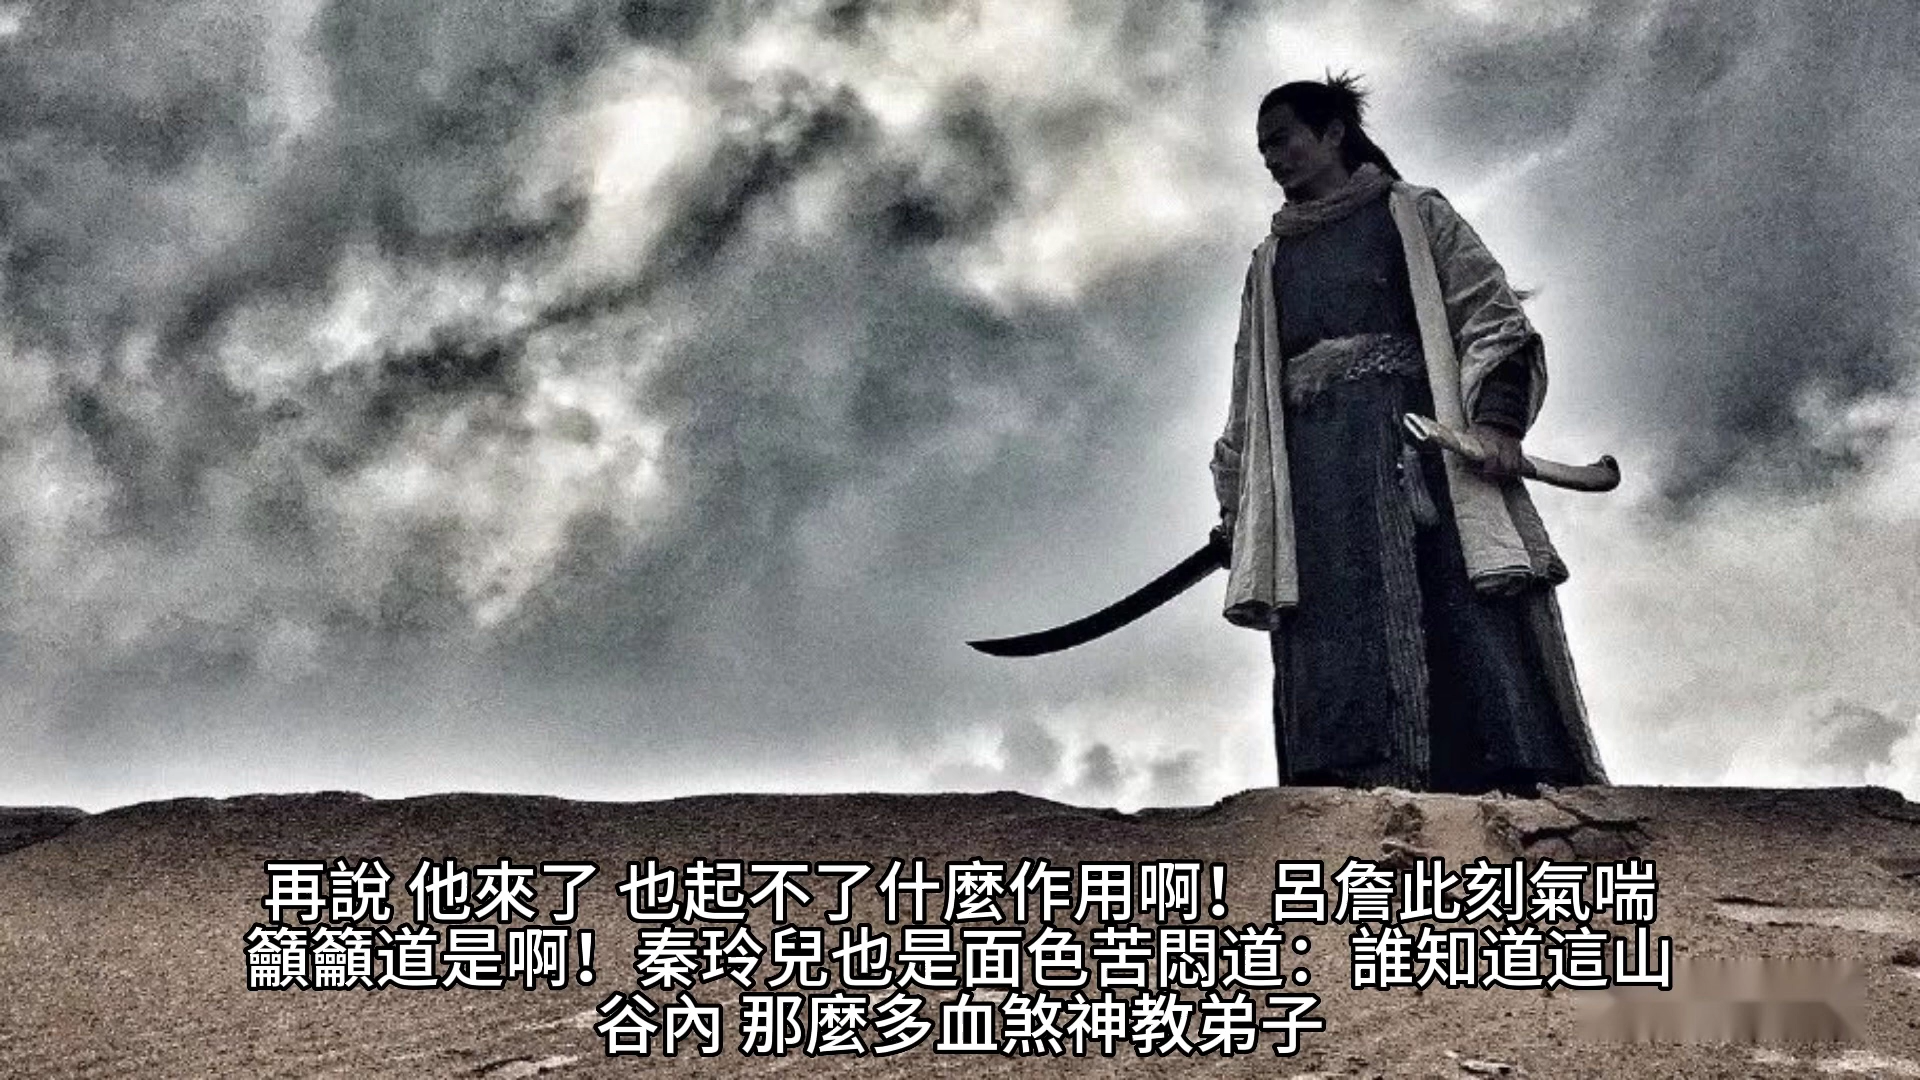 再說 他來了 也起不了什麼作用啊！呂詹此刻氣喘
籲籲道是啊！秦玲兒也是面色苦悶道：誰知道這山
谷內 那麼多血煞神教弟子